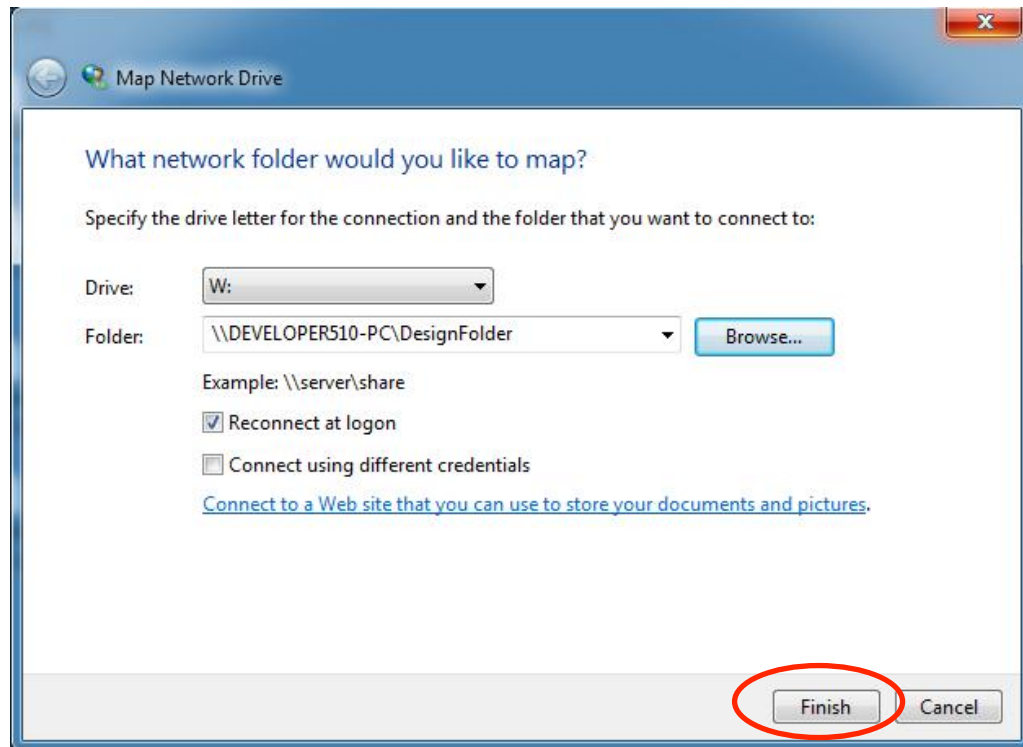 Map Network Drive
What network folder would you like to map?
Specify the drive letter for the connection and the folder that you want to connect to:
Drive: W:
Folder: \\DEVELOPER510-PC\DesignFolder Browse...
Example: \\server\share
Reconnect at logon
Connect using different credentials
Connect to a Web site that you can use to store your documents and pictures.
Finish Cancel